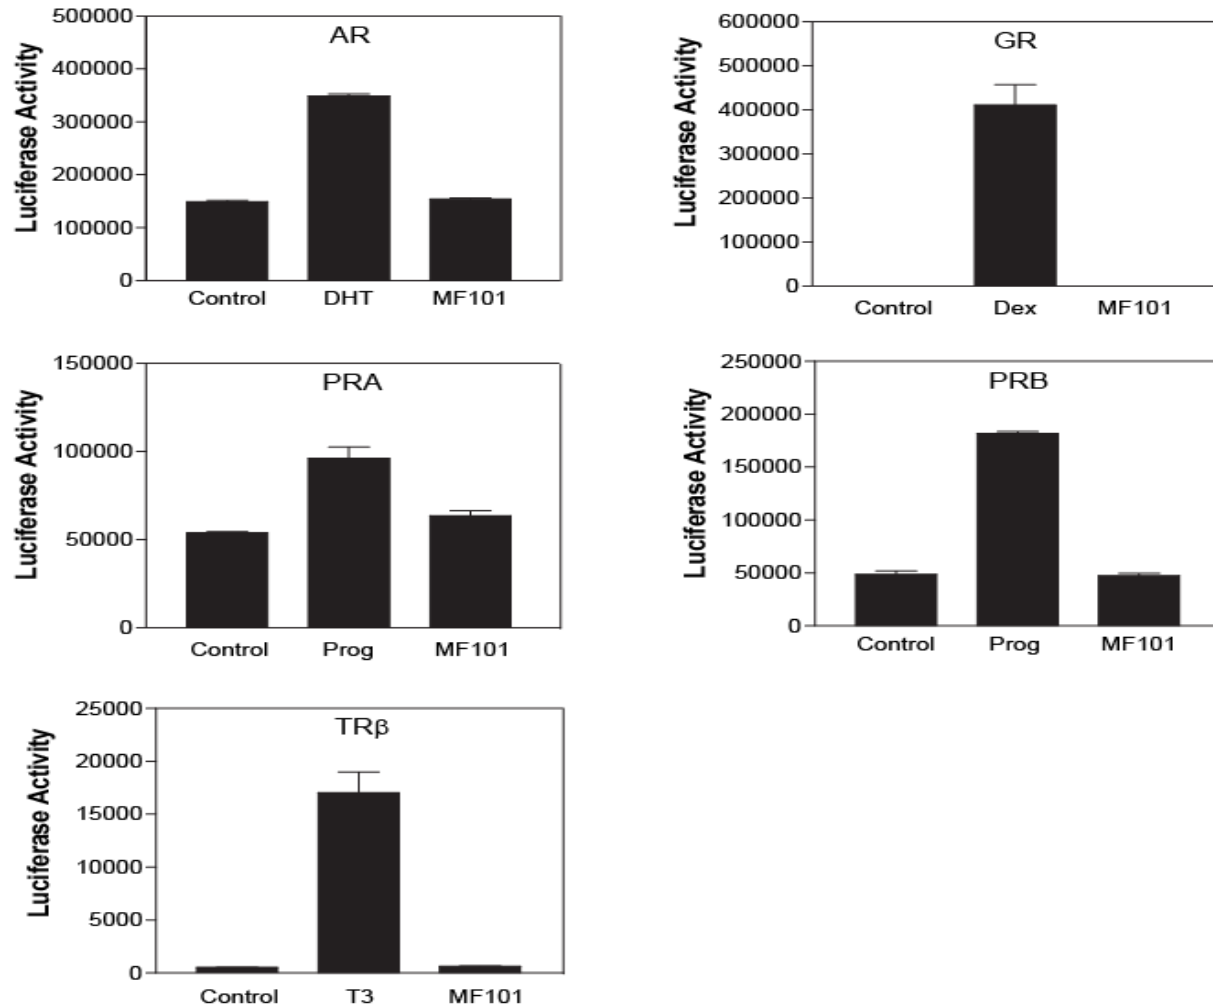 AR
Luciferase Activity
500000
400000
300000
200000
100000
0
Control DHT MF101
GR
Luciferase Activity
600000
500000
400000
300000
200000
100000
0
Control Dex MF101
PRA
Luciferase Activity
150000
100000
50000
0
Control Prog MF101
PRB
Luciferase Activity
250000
200000
150000
100000
50000
0
Control Prog MF101
TRβ
Luciferase Activity
25000
20000
15000
10000
5000
0
Control T3 MF101